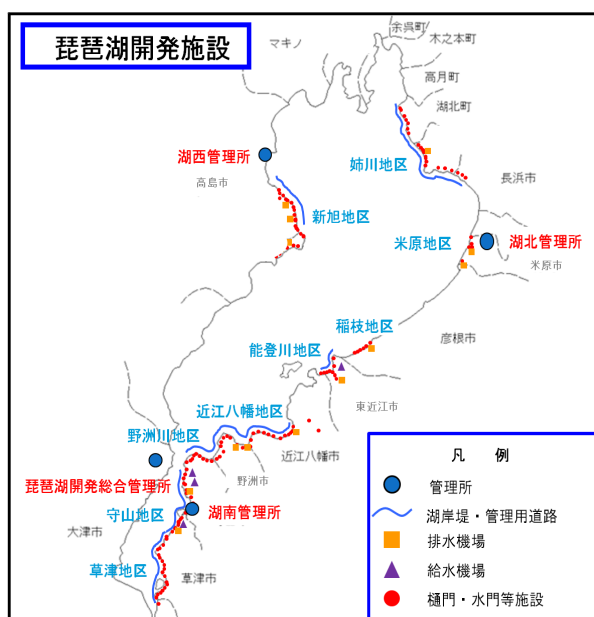 琵琶湖開発施設
余呉町
マキノ
木之本町
高月町
湖北町
湖西管理所
姉川地区
高島市
長浜市
新旭地区
米原地区
湖北管理所
米原市
稲枝地区
彦根市
能登川地区
東近江市
近江八幡地区
野洲川地区
近江八幡市
野洲市
琵琶湖開発総合管理所
守山地区
湖南管理所
大津市
草津地区
草津市
凡 例
管理所
湖岸堤・管理用道路
排水機場
給水機場
樋門・水門等施設